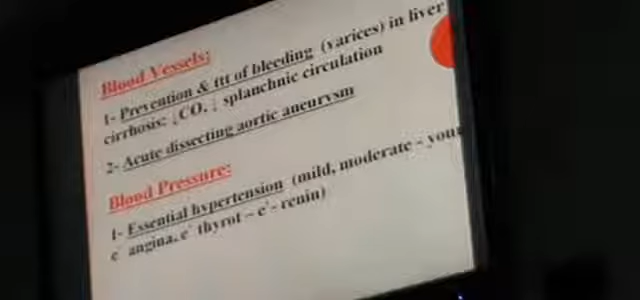 Blood Vessels:
1- Prevention & ttt of bleeding (varices) in liver
cirrhosis: ↓CO, ↓ splanchnic circulation
2- Acute dissecting aortic aneurysm
Blood Pressure:
1- Essential hypertension (mild, moderate - youn
e- angina, e- thyrot – e- renin)